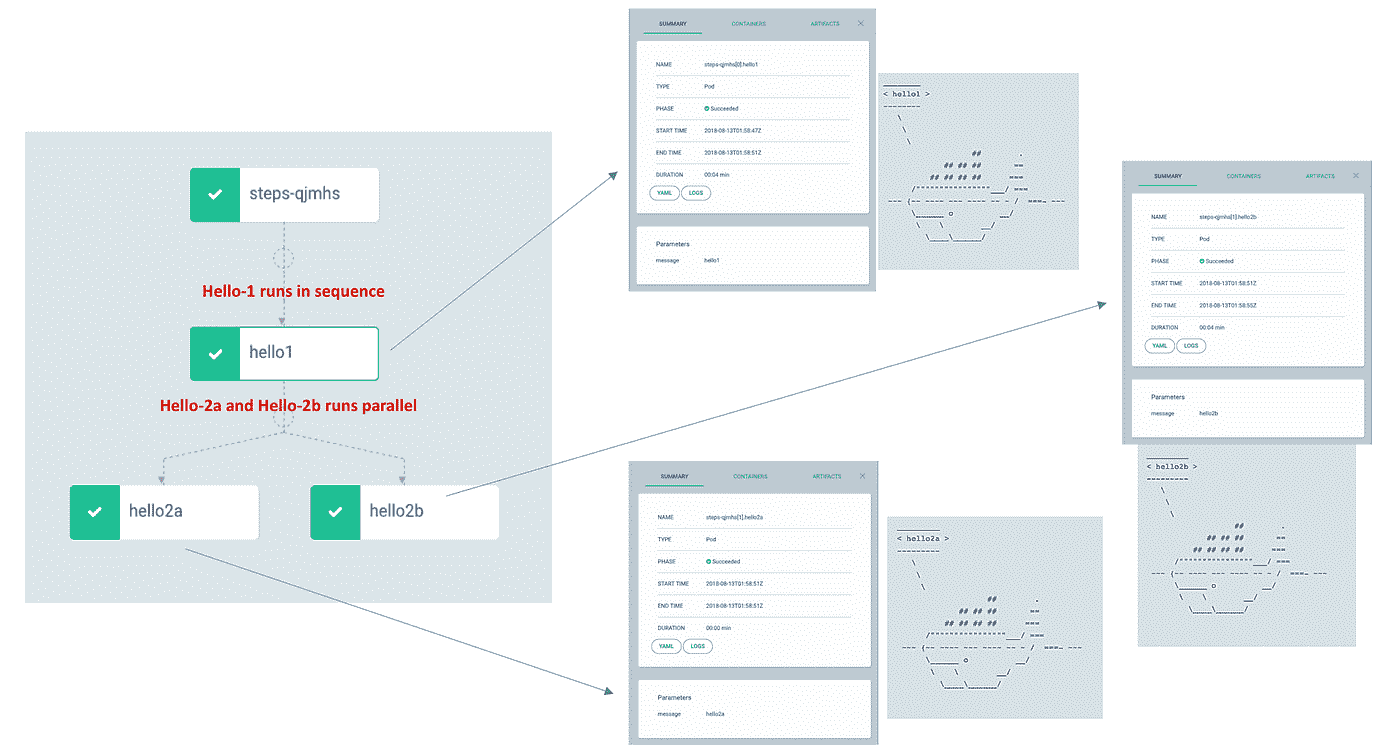 steps-qjmhs
Hello-1 runs in sequence
hello1
Hello-2a and Hello-2b runs parallel
hello2a
hello2b
SUMMARY CONTAINERS ARTIFACTS
NAME steps-qjmhs[0].hello1
TYPE Pod
PHASE Succeeded
START TIME 2018-08-13T01:58:47Z
END TIME 2018-08-13T01:58:51Z
DURATION 00:04 min
YAML LOGS
Parameters
message hello1
< hello1 >
SUMMARY CONTAINERS ARTIFACTS
NAME steps-qjmhs[1].hello2b
TYPE Pod
PHASE Succeeded
START TIME 2018-08-13T01:58:51Z
END TIME 2018-08-13T01:58:55Z
DURATION 00:04 min
YAML LOGS
Parameters
message hello2b
< hello2b >
SUMMARY CONTAINERS ARTIFACTS
NAME steps-qjmhs[1].hello2a
TYPE Pod
PHASE Succeeded
START TIME 2018-08-13T01:58:51Z
END TIME 2018-08-13T01:58:51Z
DURATION 00:00 min
YAML LOGS
Parameters
message hello2a
< hello2a >